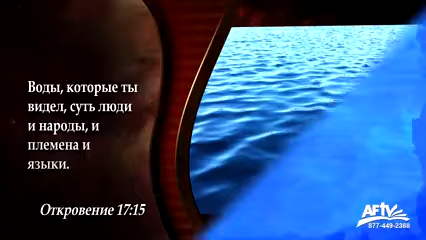 Воды, которые ты
видел, суть люди
и народы, и
племена и
языки.
Откровение 17:15
AFTV
877-449-2388